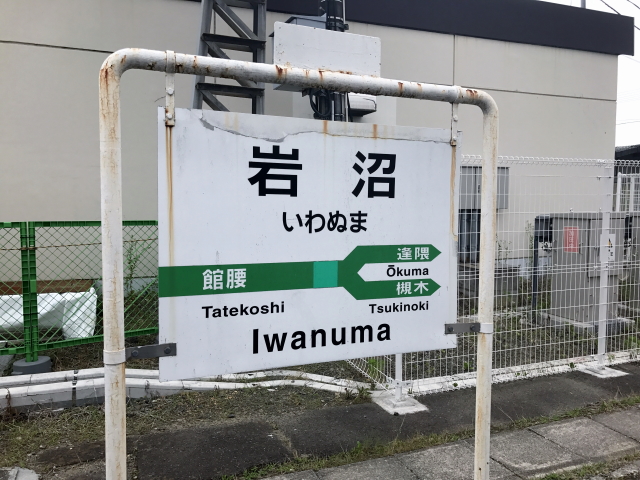 岩沼
いわぬま
館腰
Tatekoshi
逢隈
Ōkuma
槻木
Tsukinoki
Iwanuma